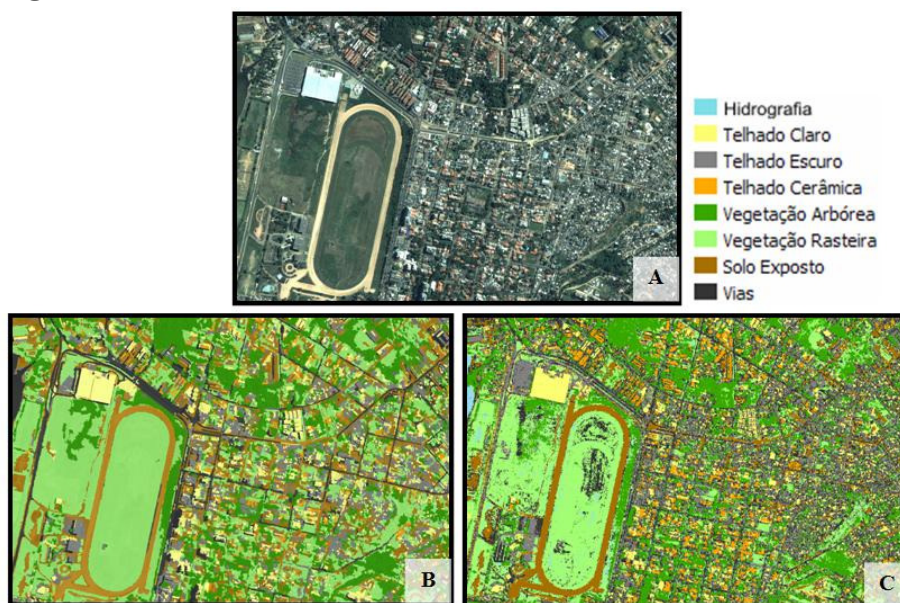 A
Hidrografia
Telhado Claro
Telhado Escuro
Telhado Cerâmica
Vegetação Arbórea
Vegetação Rasteira
Solo Exposto
Vias
B
C